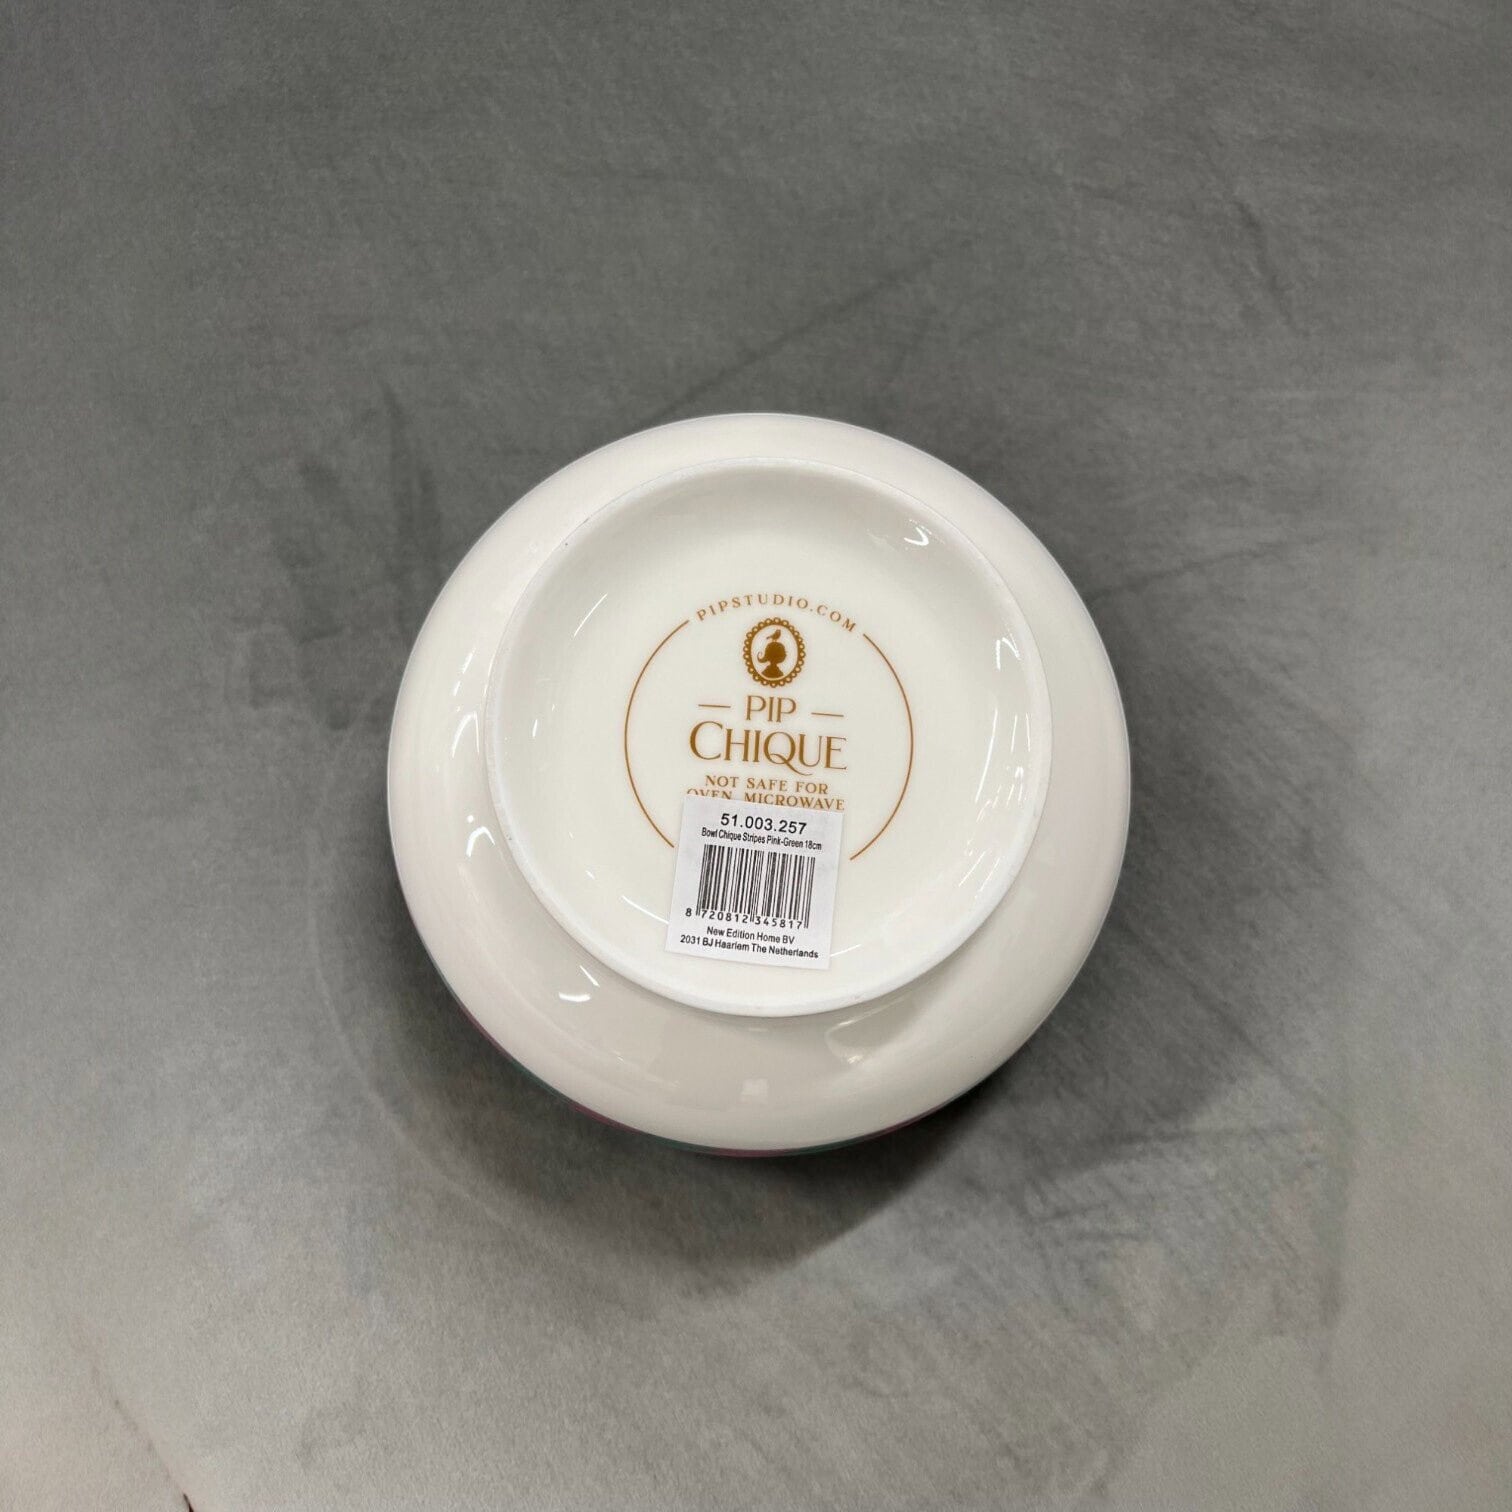 PIPSTUDIO.COM
PIP
CHIQUE
NOT SAFE FOR
OVEN, MICROWAVE
51.003.257
Bowl Chique Stripes Pink-Green 18cm
8 720812 345817
New Edition Home BV
2031 BJ Haarlem The Netherlands